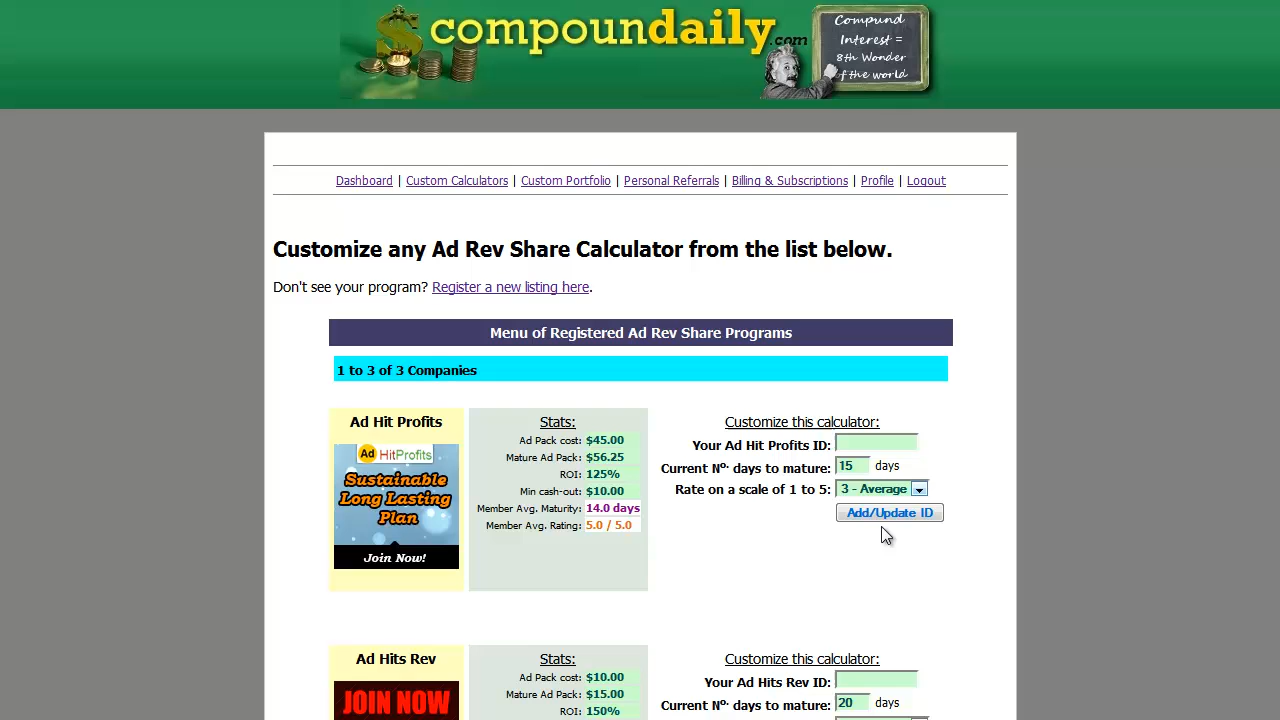 compoundaily.com
Compund
Interest =
8th Wonder
of the world
Dashboard | Custom Calculators | Custom Portfolio | Personal Referrals | Billing & Subscriptions | Profile | Logout
Customize any Ad Rev Share Calculator from the list below.
Don't see your program? Register a new listing here.
Menu of Registered Ad Rev Share Programs
1 to 3 of 3 Companies
Ad Hit Profits
Ad HitProfits
Sustainable
Long Lasting
Plan
Join Now!
Stats:
Ad Pack cost: $45.00
Mature Ad Pack: $56.25
ROI: 125%
Min cash-out: $10.00
Member Avg. Maturity: 14.0 days
Member Avg. Rating: 5.0 / 5.0
Customize this calculator:
Your Ad Hit Profits ID:
Current Nº· days to mature: 15 days
Rate on a scale of 1 to 5: 3 - Average
Add/Update ID
Ad Hits Rev
JOIN NOW
Stats:
Ad Pack cost: $10.00
Mature Ad Pack: $15.00
ROI: 150%
Customize this calculator:
Your Ad Hits Rev ID:
Current Nº· days to mature: 20 days